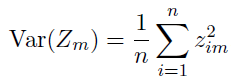 Var(Z_m) = \frac{1}{n} \sum_{i=1}^{n} z_{im}^2